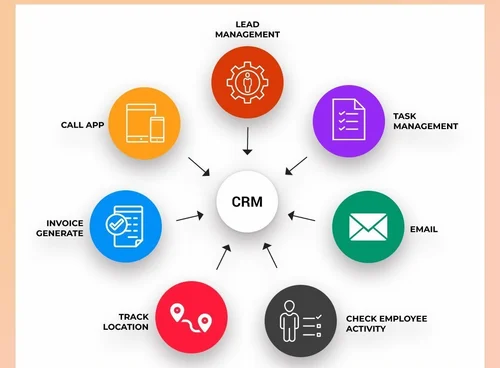 LEAD
MANAGEMENT
CALL APP
TASK
MANAGEMENT
CRM
INVOICE
GENERATE
EMAIL
TRACK
LOCATION
CHECK EMPLOYEE
ACTIVITY